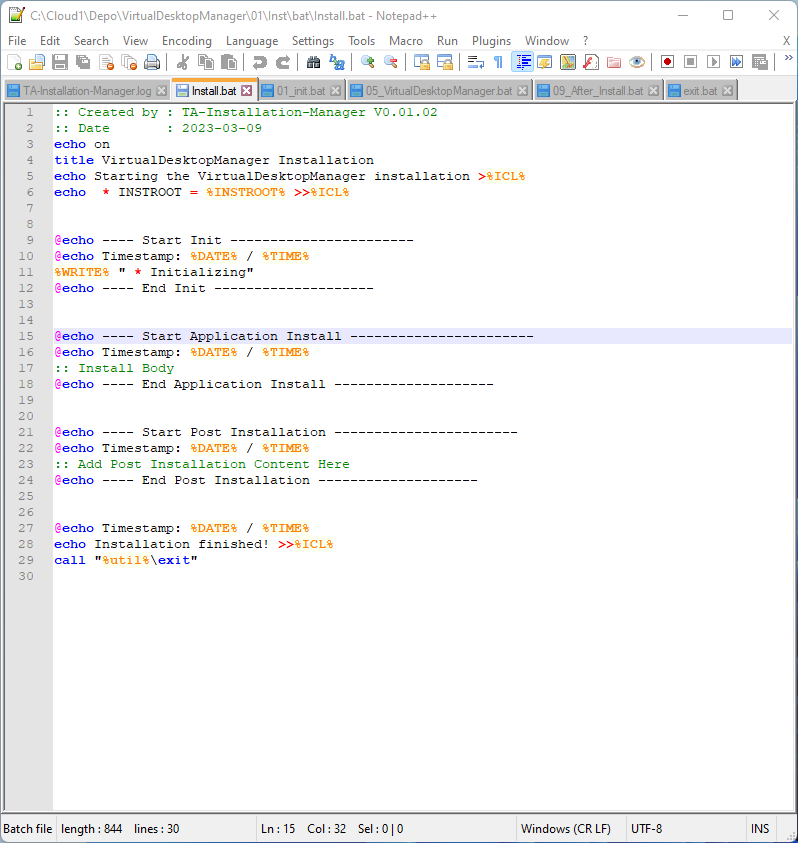 C:\Cloud1\Depo\VirtualDesktopManager\01\Inst\bat\Install.bat - Notepad++
File Edit Search View Encoding Language Settings Tools Macro Run Plugins Window ? X
TA-Installation-Manager.log Install.bat 01_init.bat 05_VirtualDesktopManager.bat 09_After_Install.bat exit.bat
1 :: Created by : TA-Installation-Manager V0.01.02
2 :: Date       : 2023-03-09
3 echo on
4 title VirtualDesktopManager Installation
5 echo Starting the VirtualDesktopManager installation >%ICL%
6 echo  * INSTROOT = %INSTROOT% >>%ICL%
7
8
9 @echo ---- Start Init -----------------------
10 @echo Timestamp: %DATE% / %TIME%
11 %WRITE% " * Initializing"
12 @echo ---- End Init --------------------
13
14
15 @echo ---- Start Application Install -----------------------
16 @echo Timestamp: %DATE% / %TIME%
17 :: Install Body
18 @echo ---- End Application Install --------------------
19
20
21 @echo ---- Start Post Installation -----------------------
22 @echo Timestamp: %DATE% / %TIME%
23 :: Add Post Installation Content Here
24 @echo ---- End Post Installation --------------------
25
26
27 @echo Timestamp: %DATE% / %TIME%
28 echo Installation finished! >>%ICL%
29 call "%util%\exit"
30
Batch file length : 844 lines : 30 Ln : 15 Col : 32 Sel : 0 | 0 Windows (CR LF) UTF-8 INS